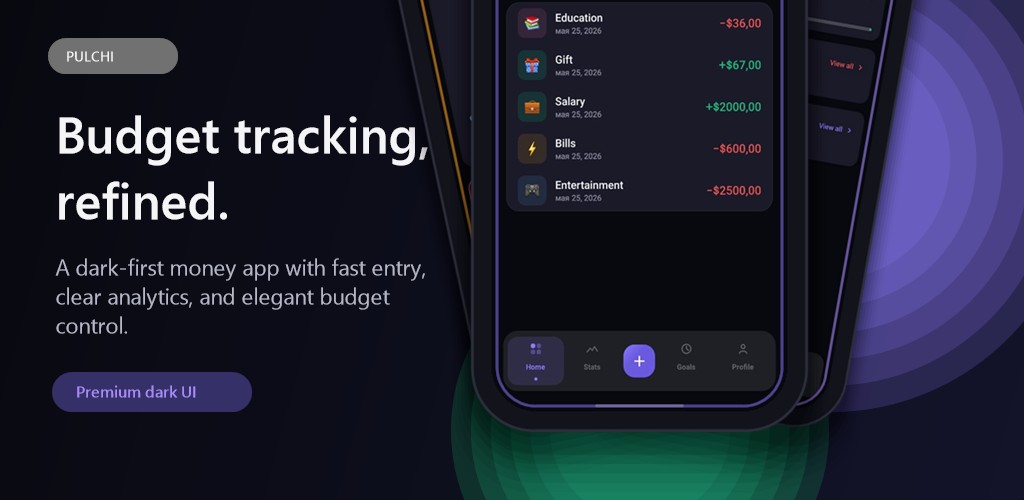 PULCHI
Budget tracking,
refined.
A dark-first money app with fast entry,
clear analytics, and elegant budget
control.
Premium dark UI
Education −$36,00
мая 25, 2026
Gift +$67,00
мая 25, 2026
Salary +$2000,00
мая 25, 2026
Bills −$600,00
мая 25, 2026
Entertainment −$2500,00
мая 25, 2026
Home Stats + Goals Profile
View all >
View all >